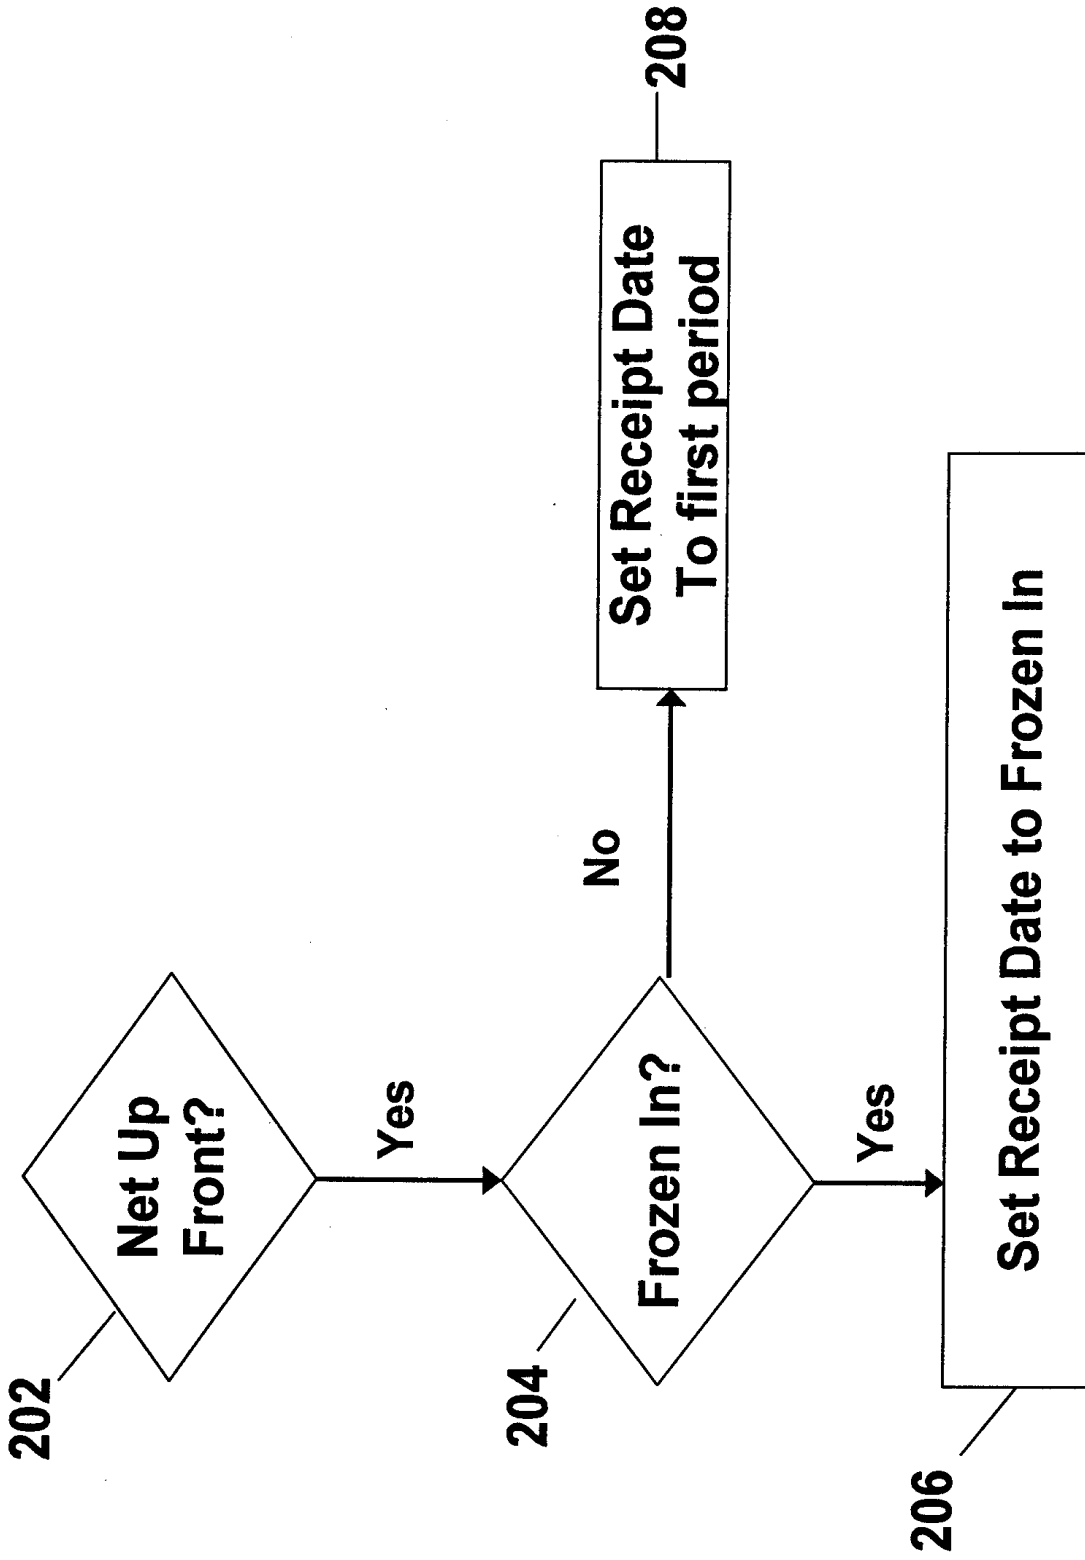 202
Net Up
Front?
Yes
204
Frozen In?
No
Set Receipt Date
To first period
208
Yes
206
Set Receipt Date to Frozen In